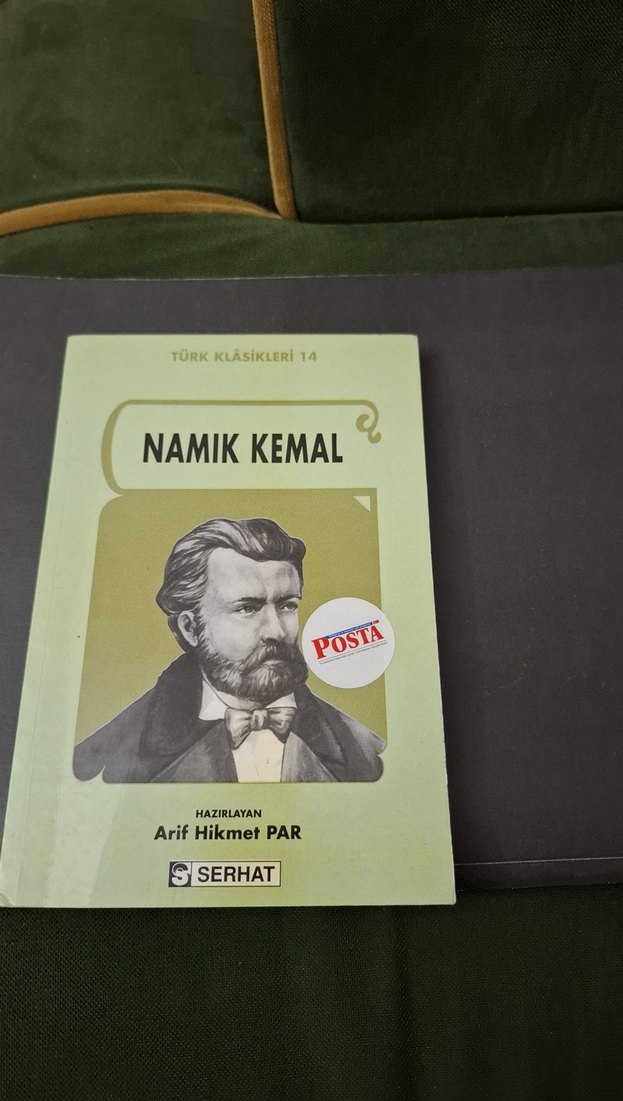 TÜRK KLÂSİKLERİ 14
NAMIK KEMAL
POSTA
HAZIRLAYAN
Arif Hikmet PAR
S SERHAT